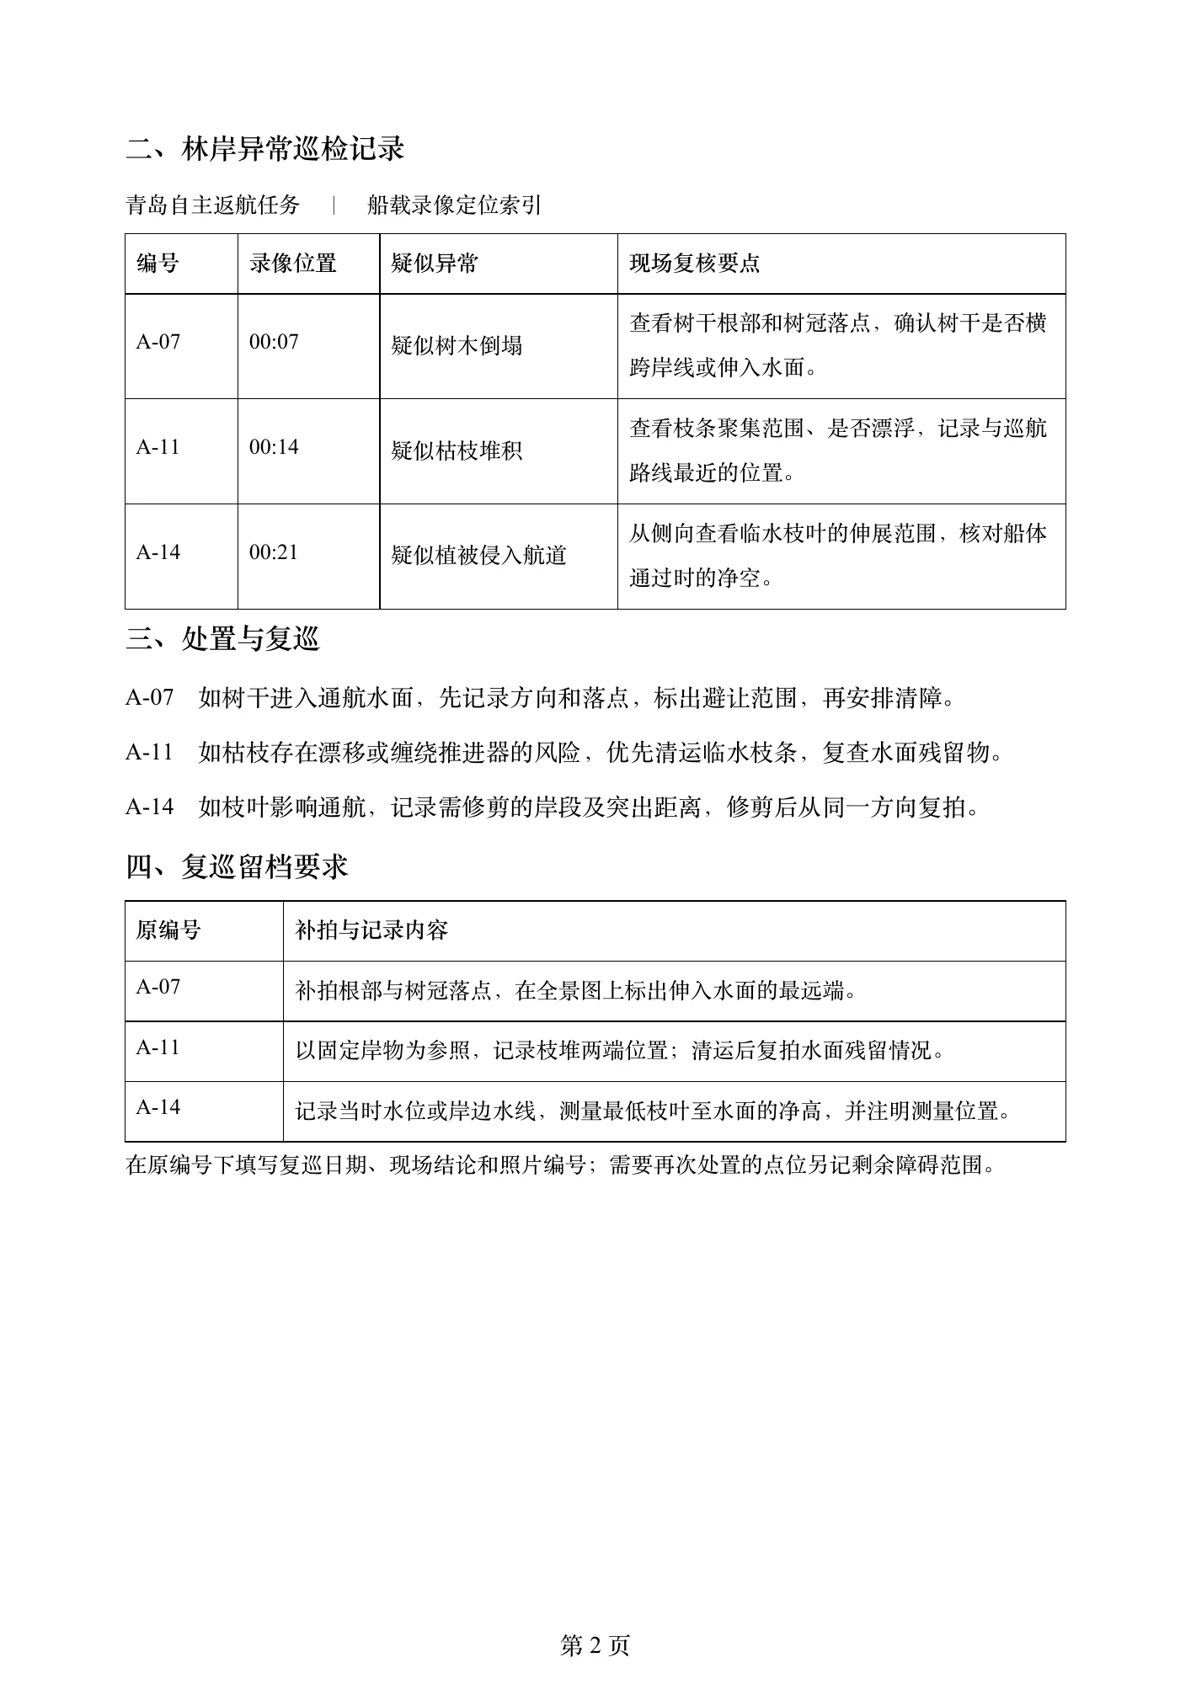 二、林岸异常巡检记录
青岛自主返航任务 | 船载录像定位索引
编号 录像位置 疑似异常 现场复核要点
A-07 00:07 疑似树木倒塌 查看树干根部和树冠落点，确认树干是否横
跨岸线或伸入水面。
A-11 00:14 疑似枯枝堆积 查看枝条聚集范围、是否漂浮，记录与巡航
路线最近的位置。
A-14 00:21 疑似植被侵入航道 从侧向查看临水枝叶的伸展范围，核对船体
通过时的净空。
三、处置与复巡
A-07 如树干进入通航水面，先记录方向和落点，标出避让范围，再安排清障。
A-11 如枯枝存在漂移或缠绕推进器的风险，优先清运临水枝条，复查水面残留物。
A-14 如枝叶影响通航，记录需修剪的岸段及突出距离，修剪后从同一方向复拍。
四、复巡留档要求
原编号 补拍与记录内容
A-07 补拍根部与树冠落点，在全景图上标出伸入水面的最远端。
A-11 以固定岸物为参照，记录枝堆两端位置；清运后复拍水面残留情况。
A-14 记录当时水位或岸边水线，测量最低枝叶至水面的净高，并注明测量位置。
在原编号下填写复巡日期、现场结论和照片编号；需要再次处置的点位另记剩余障碍范围。
第 2 页